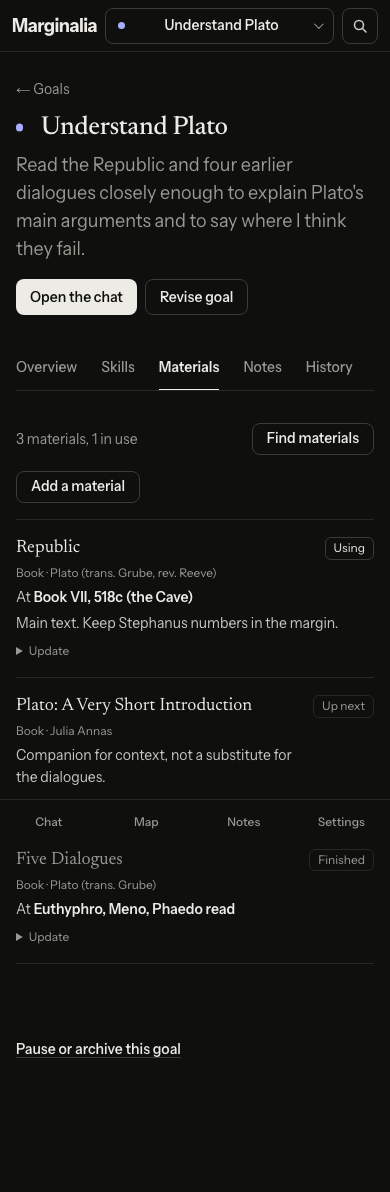 Marginalia
Understand Plato
← Goals
Understand Plato
Read the Republic and four earlier
dialogues closely enough to explain Plato's
main arguments and to say where I think
they fail.
Open the chat
Revise goal
Overview
Skills
Materials
Notes
History
3 materials, 1 in use
Find materials
Add a material
Republic
Using
Book · Plato (trans. Grube, rev. Reeve)
At Book VII, 518c (the Cave)
Main text. Keep Stephanus numbers in the margin.
Update
Plato: A Very Short Introduction
Up next
Book · Julia Annas
Companion for context, not a substitute for
the dialogues.
Chat
Map
Notes
Settings
Five Dialogues
Finished
Book · Plato (trans. Grube)
At Euthyphro, Meno, Phaedo read
Update
Pause or archive this goal